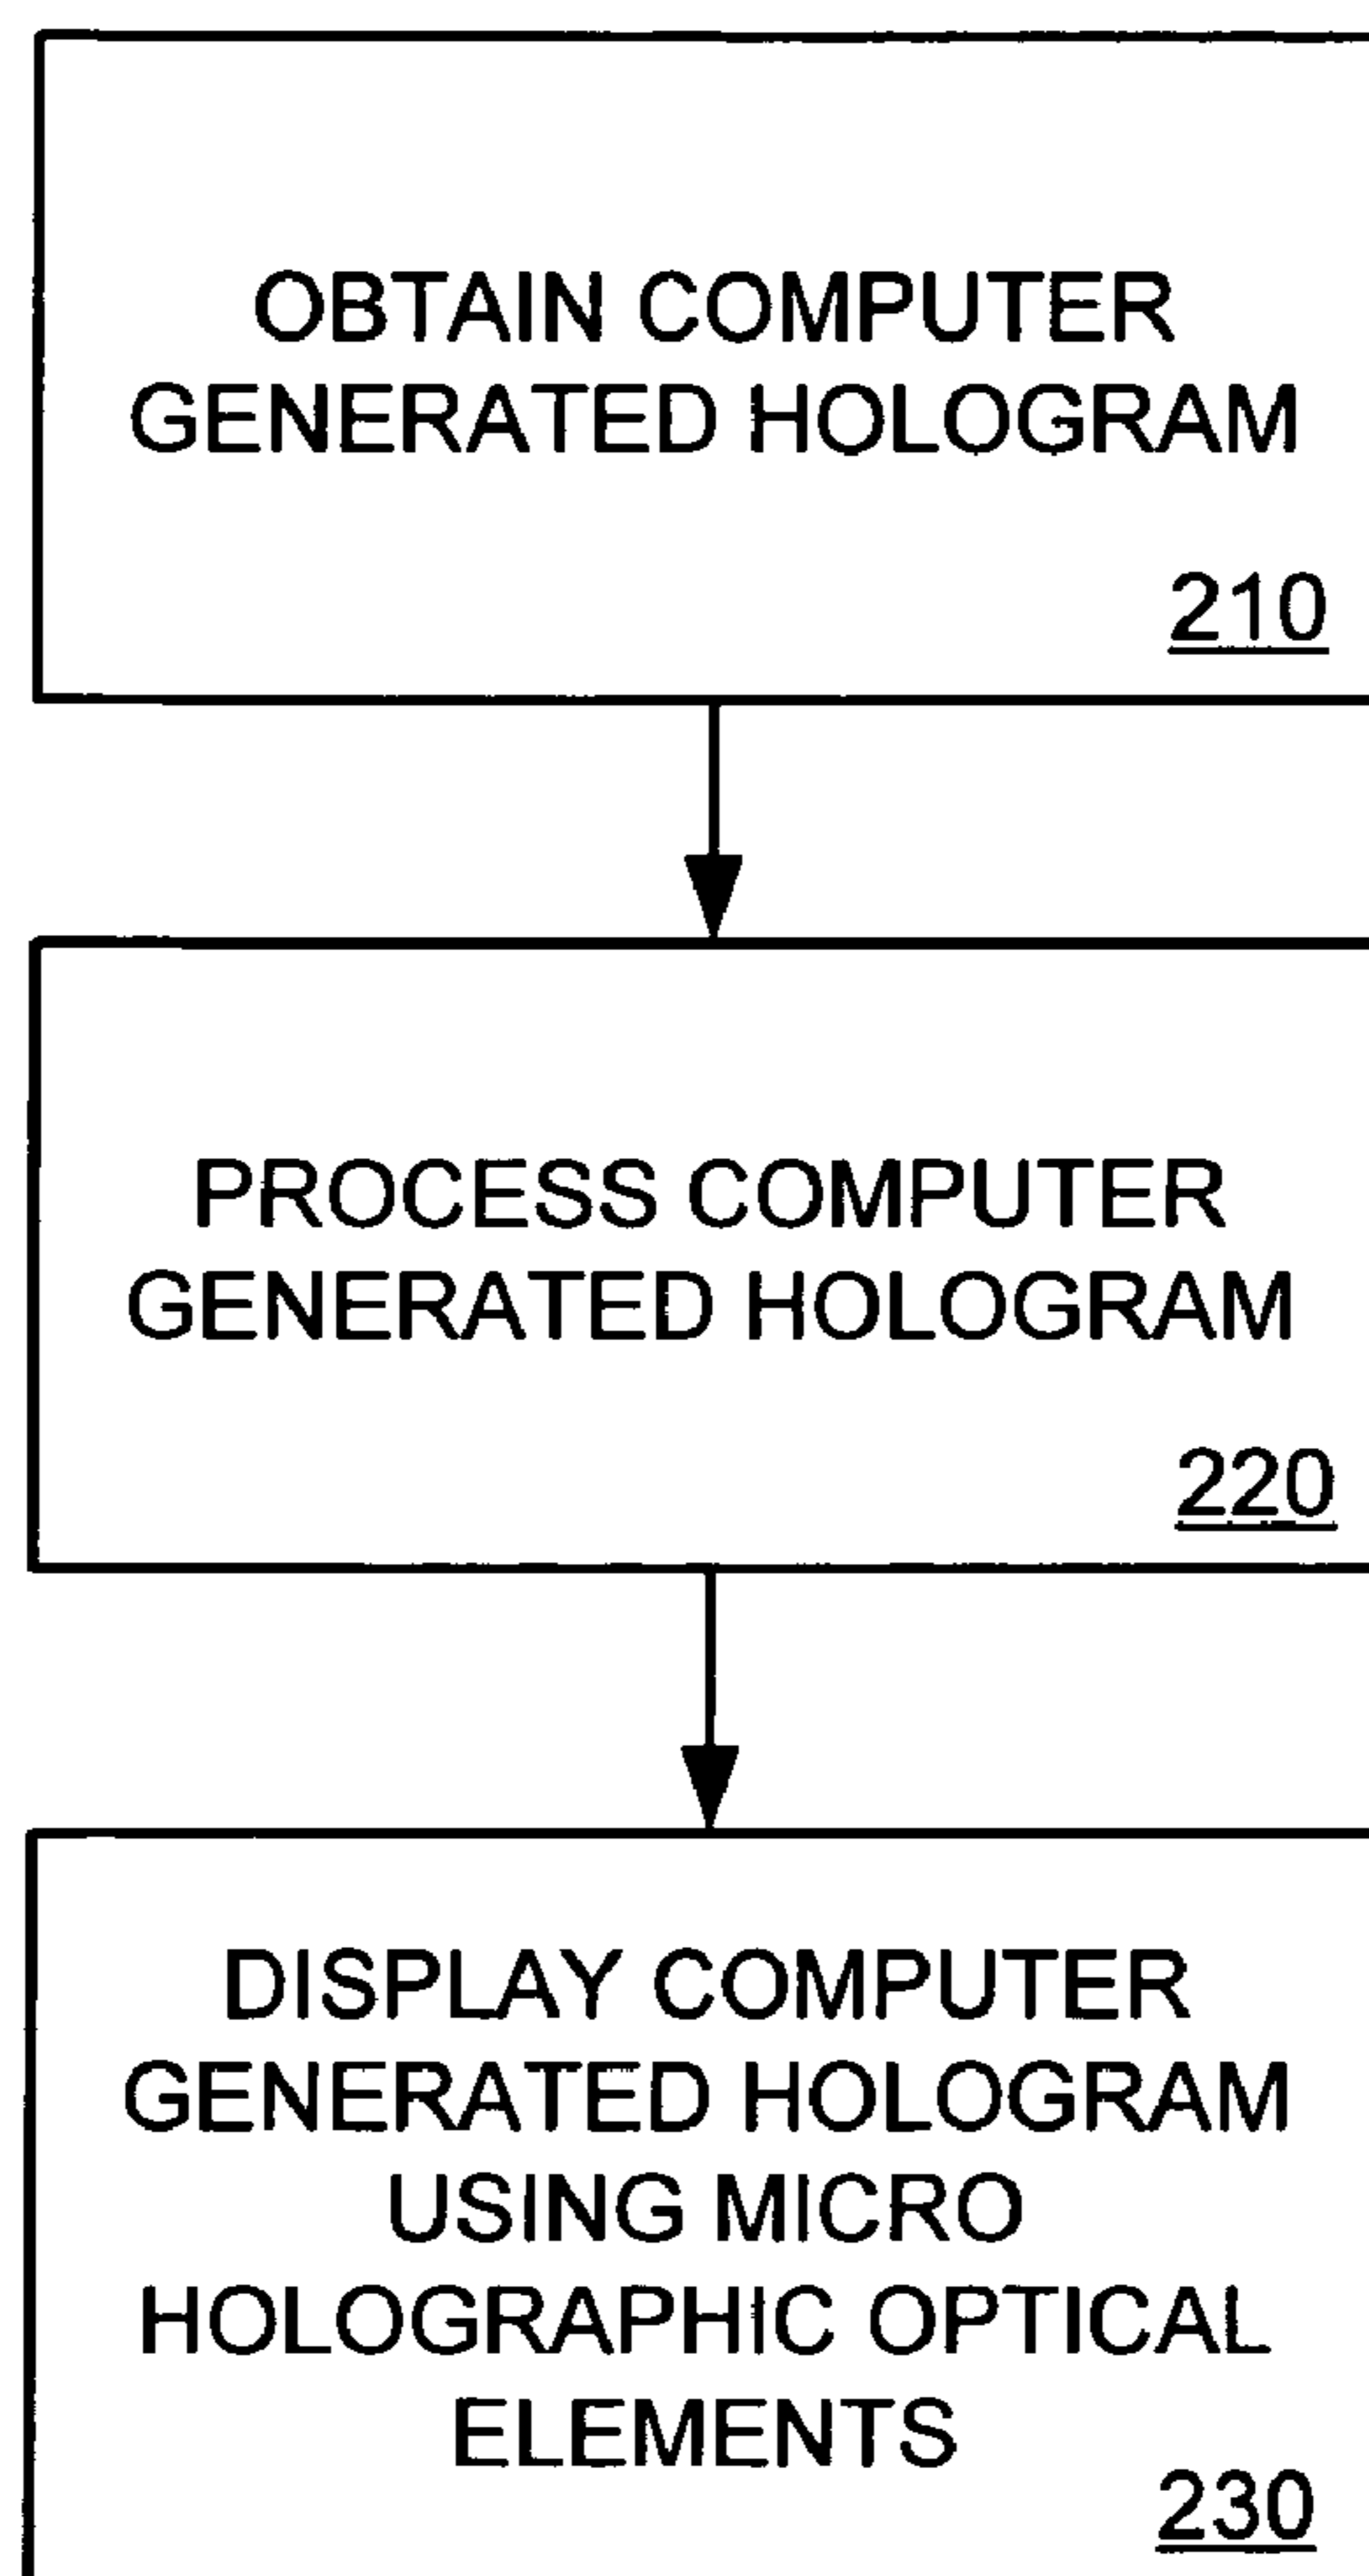 OBTAIN COMPUTER
GENERATED HOLOGRAM
210
PROCESS COMPUTER
GENERATED HOLOGRAM
220
DISPLAY COMPUTER
GENERATED HOLOGRAM
USING MICRO
HOLOGRAPHIC OPTICAL
ELEMENTS
230